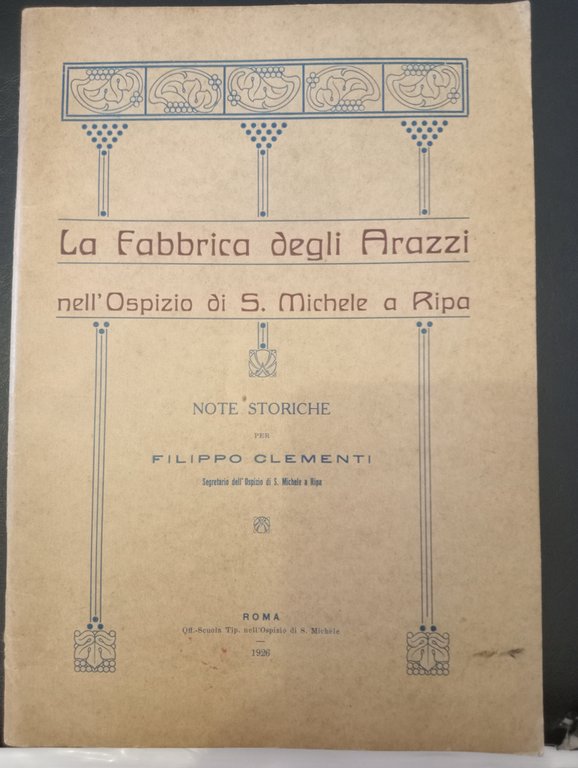 La Fabbrica degli Arazzi
nell'Ospizio di S. Michele a Ripa
NOTE STORICHE
PER
FILIPPO CLEMENTI
Segretario dell'Ospizio di S. Michele a Ripa
ROMA
Off.-Scuola Tip. nell'Ospizio di S. Michele
1926